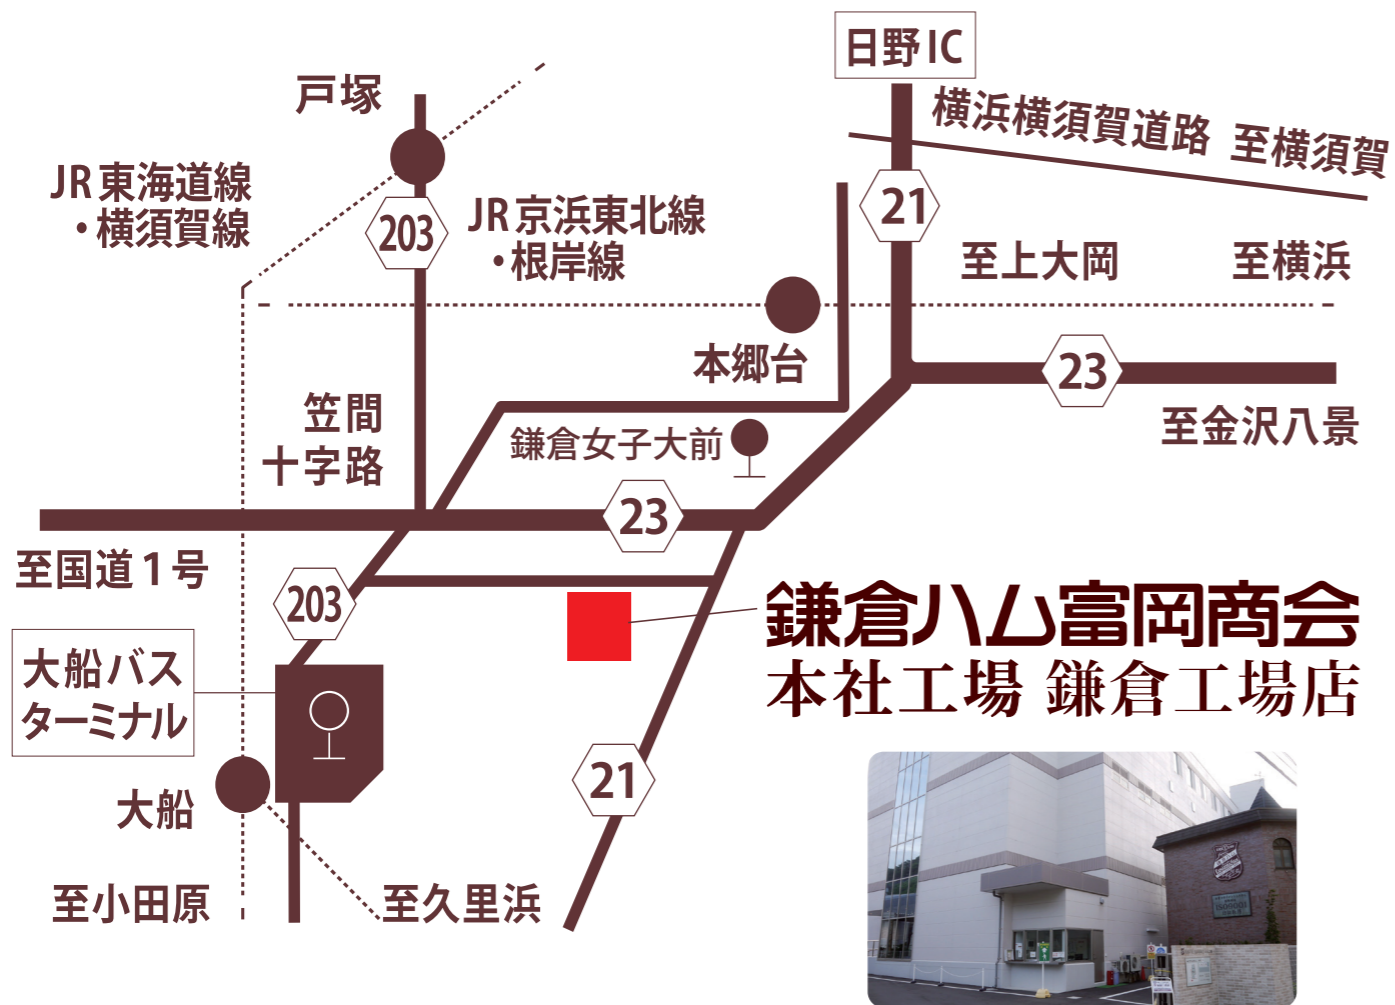 日野IC
戸塚
横浜横須賀道路 至横須賀
JR東海道線
・横須賀線
203
JR京浜東北線
・根岸線
21
至上大岡
至横浜
本郷台
23
笠間
十字路
鎌倉女子大前
至金沢八景
23
至国道1号
203
鎌倉ハム富岡商会
本社工場 鎌倉工場店
大船バス
ターミナル
21
大船
至小田原
至久里浜